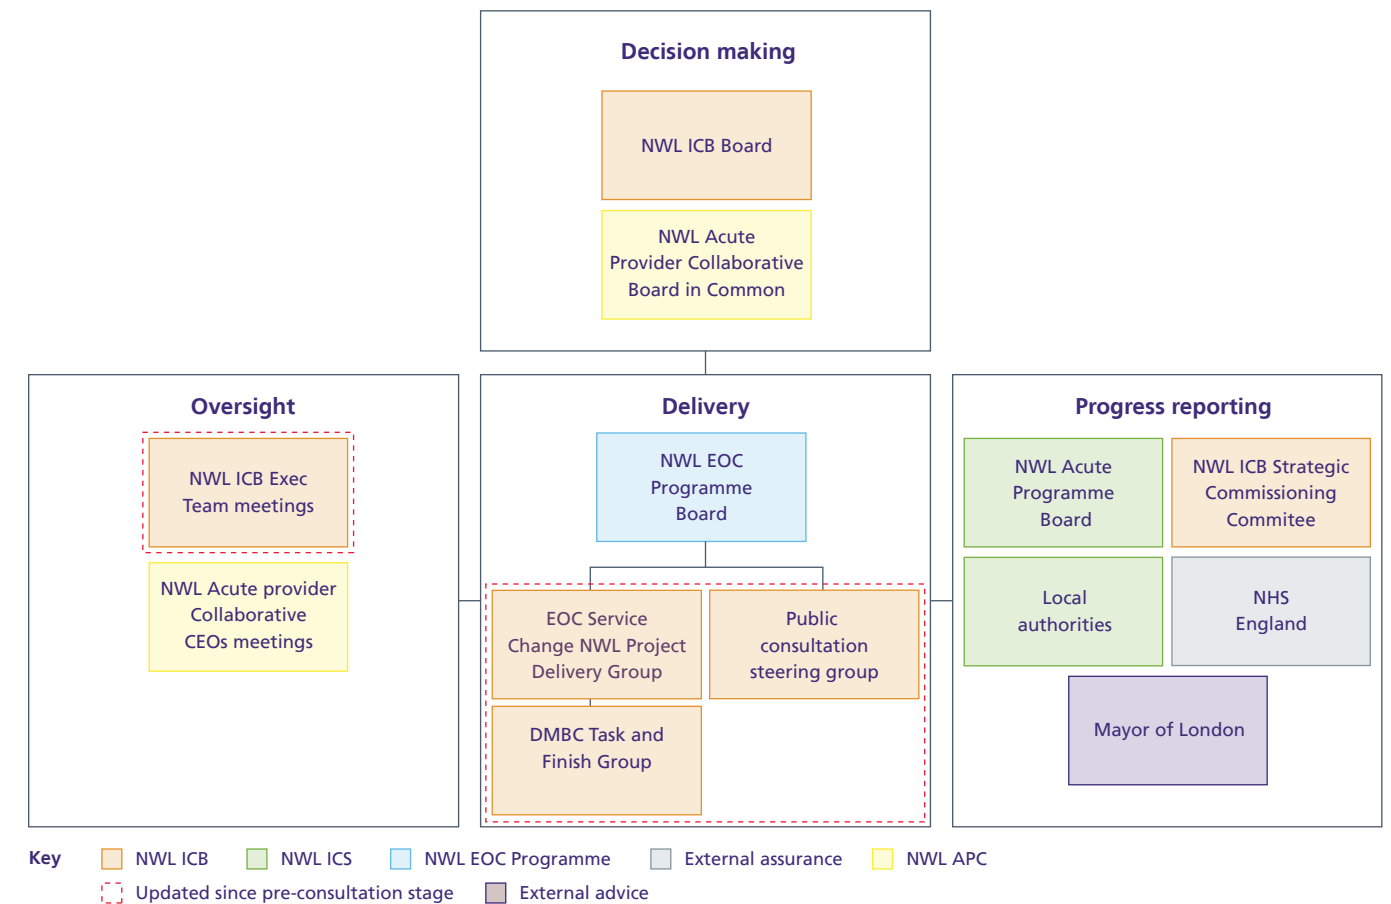 Decision making
NWL ICB Board
NWL Acute
Provider Collaborative
Board in Common
Oversight
NWL ICB Exec
Team meetings
NWL Acute provider
Collaborative
CEOs meetings
Delivery
NWL EOC
Programme
Board
EOC Service
Change NWL Project
Delivery Group
Public
consultation
steering group
DMBC Task and
Finish Group
Progress reporting
NWL Acute
Programme
Board
NWL ICB Strategic
Commissioning
Commitee
Local
authorities
NHS
England
Mayor of London
Key NWL ICB NWL ICS NWL EOC Programme External assurance NWL APC
Updated since pre-consultation stage External advice